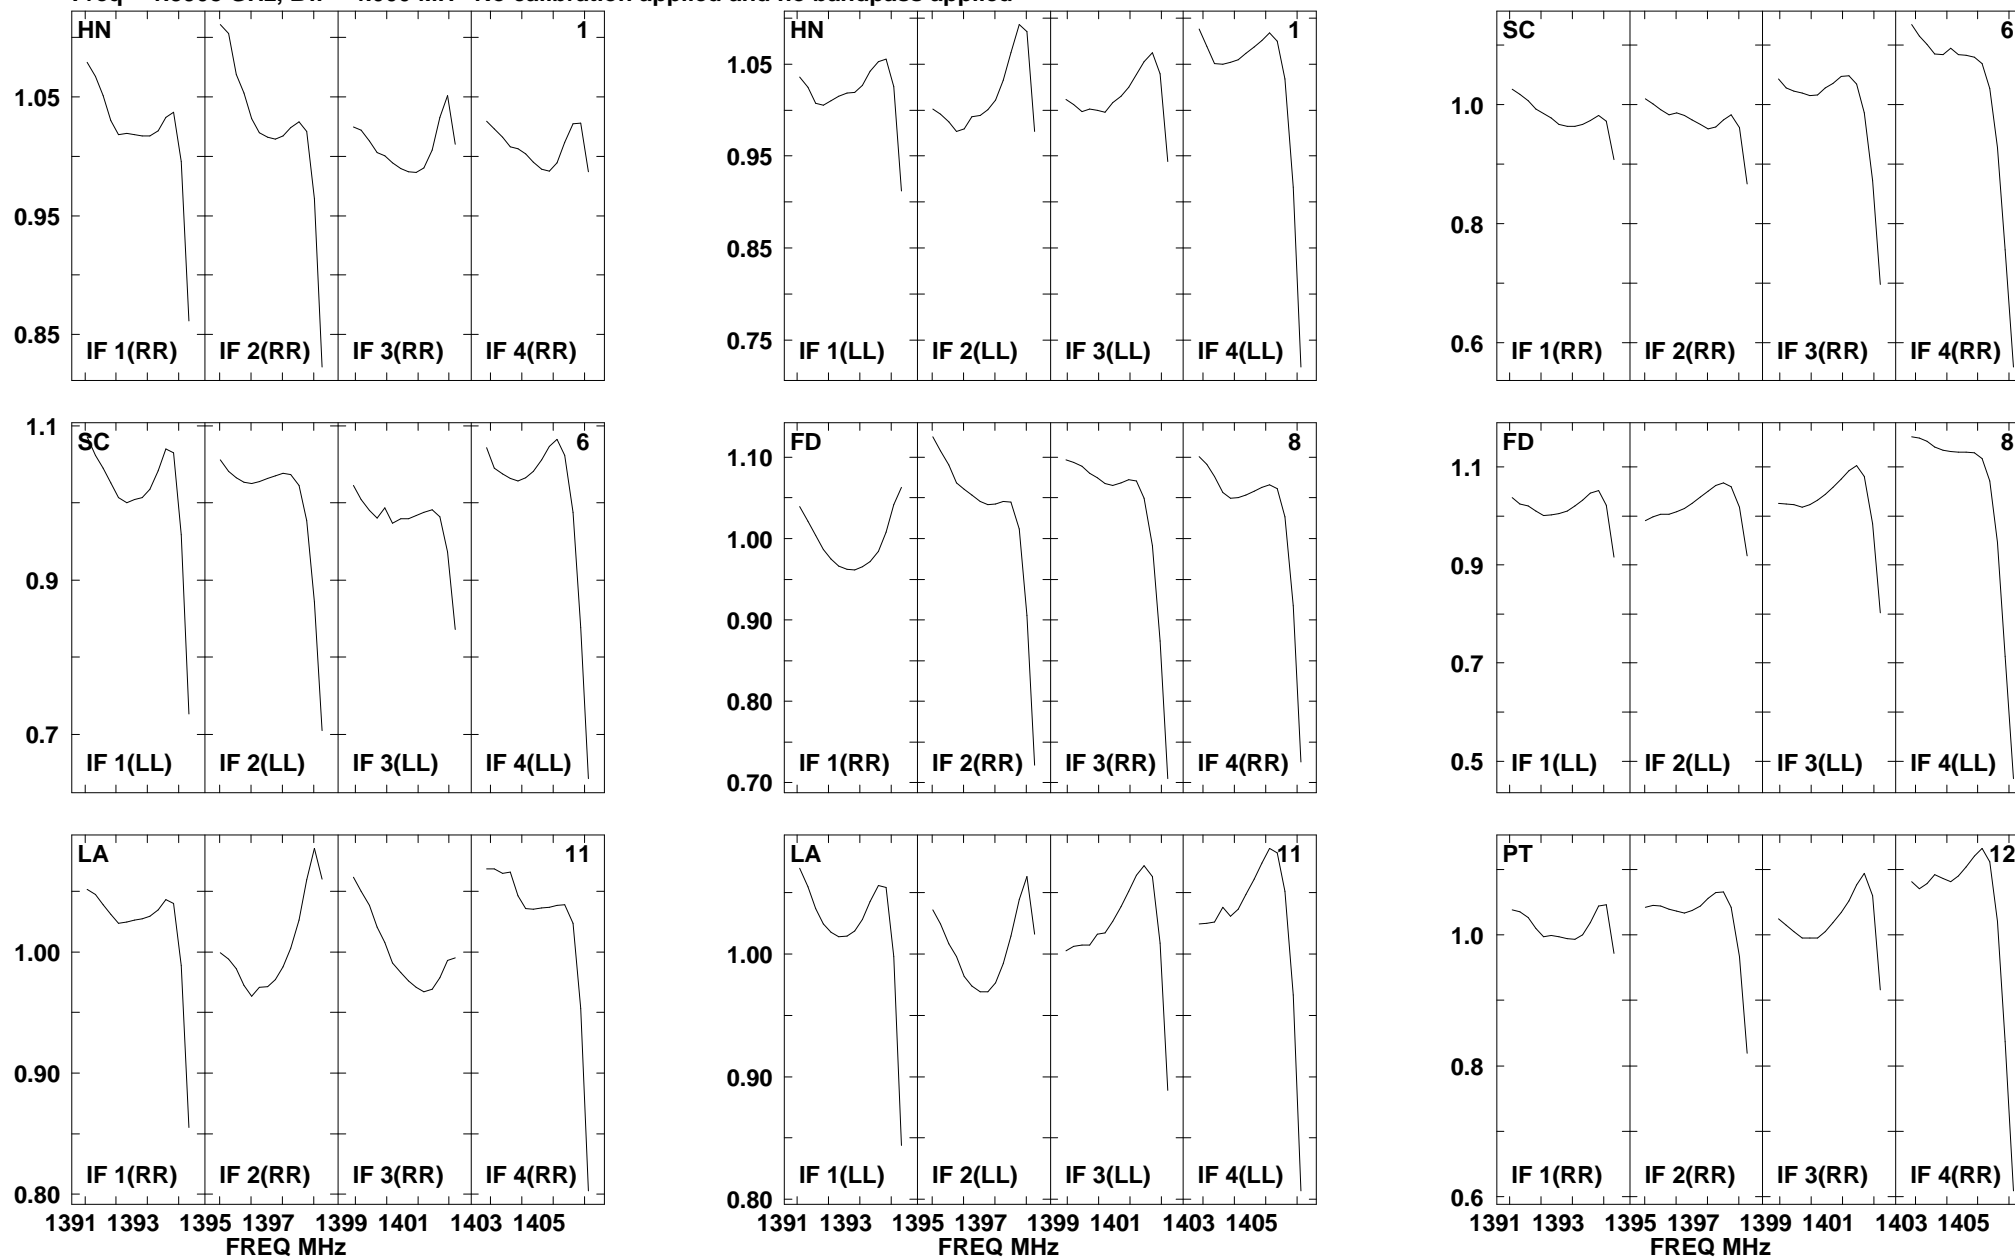 HN 1
1.05
0.95
0.85
IF 1(RR) IF 2(RR) IF 3(RR) IF 4(RR)
HN 1
1.05
0.95
0.85
0.75
IF 1(LL) IF 2(LL) IF 3(LL) IF 4(LL)
SC 6
1.0
0.8
0.6
IF 1(RR) IF 2(RR) IF 3(RR) IF 4(RR)
SC 6
1.1
0.9
0.7
IF 1(LL) IF 2(LL) IF 3(LL) IF 4(LL)
FD 8
1.10
1.00
0.90
0.80
0.70
IF 1(RR) IF 2(RR) IF 3(RR) IF 4(RR)
FD 8
1.1
0.9
0.7
0.5
IF 1(LL) IF 2(LL) IF 3(LL) IF 4(LL)
LA 11
1.00
0.90
0.80
IF 1(RR) IF 2(RR) IF 3(RR) IF 4(RR)
1391 1393 1395 1397 1399 1401 1403 1405
FREQ MHz
LA 11
1.00
0.90
0.80
IF 1(LL) IF 2(LL) IF 3(LL) IF 4(LL)
1391 1393 1395 1397 1399 1401 1403 1405
FREQ MHz
PT 12
1.0
0.8
0.6
IF 1(RR) IF 2(RR) IF 3(RR) IF 4(RR)
1391 1393 1395 1397 1399 1401 1403 1405
FREQ MHz